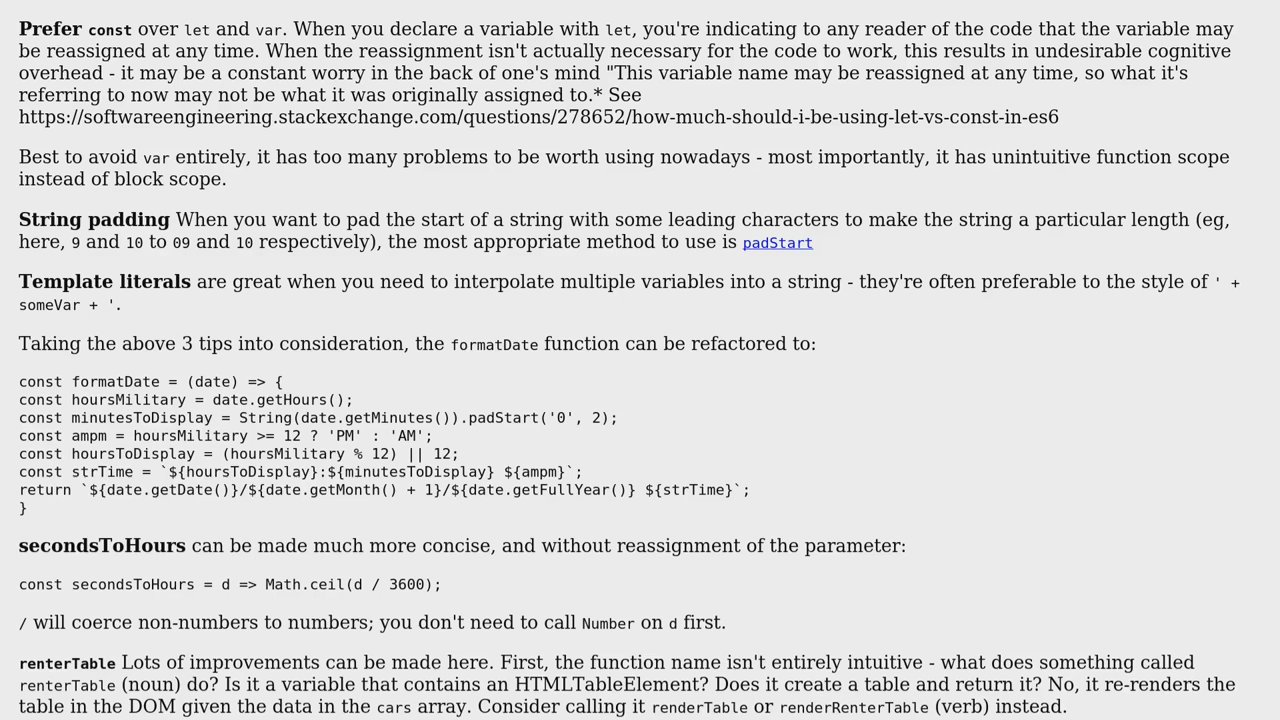 Prefer const over let and var. When you declare a variable with let, you're indicating to any reader of the code that the variable may
be reassigned at any time. When the reassignment isn't actually necessary for the code to work, this results in undesirable cognitive
overhead - it may be a constant worry in the back of one's mind "This variable name may be reassigned at any time, so what it's
referring to now may not be what it was originally assigned to.* See
https://softwareengineering.stackexchange.com/questions/278652/how-much-should-i-be-using-let-vs-const-in-es6
Best to avoid var entirely, it has too many problems to be worth using nowadays - most importantly, it has unintuitive function scope
instead of block scope.
String padding When you want to pad the start of a string with some leading characters to make the string a particular length (eg,
here, 9 and 10 to 09 and 10 respectively), the most appropriate method to use is padStart
Template literals are great when you need to interpolate multiple variables into a string - they're often preferable to the style of ' +
someVar + '.
Taking the above 3 tips into consideration, the formatDate function can be refactored to:
const formatDate = (date) => {
const hoursMilitary = date.getHours();
const minutesToDisplay = String(date.getMinutes()).padStart('0', 2);
const ampm = hoursMilitary >= 12 ? 'PM' : 'AM';
const hoursToDisplay = (hoursMilitary % 12) || 12;
const strTime = `${hoursToDisplay}:${minutesToDisplay} ${ampm}`;
return `${date.getDate()}/${date.getMonth() + 1}/${date.getFullYear()} ${strTime}`;
}
secondsToHours can be made much more concise, and without reassignment of the parameter:
const secondsToHours = d => Math.ceil(d / 3600);
/ will coerce non-numbers to numbers; you don't need to call Number on d first.
renterTable Lots of improvements can be made here. First, the function name isn't entirely intuitive - what does something called
renterTable (noun) do? Is it a variable that contains an HTMLTableElement? Does it create a table and return it? No, it re-renders the
table in the DOM given the data in the cars array. Consider calling it renderTable or renderRenterTable (verb) instead.